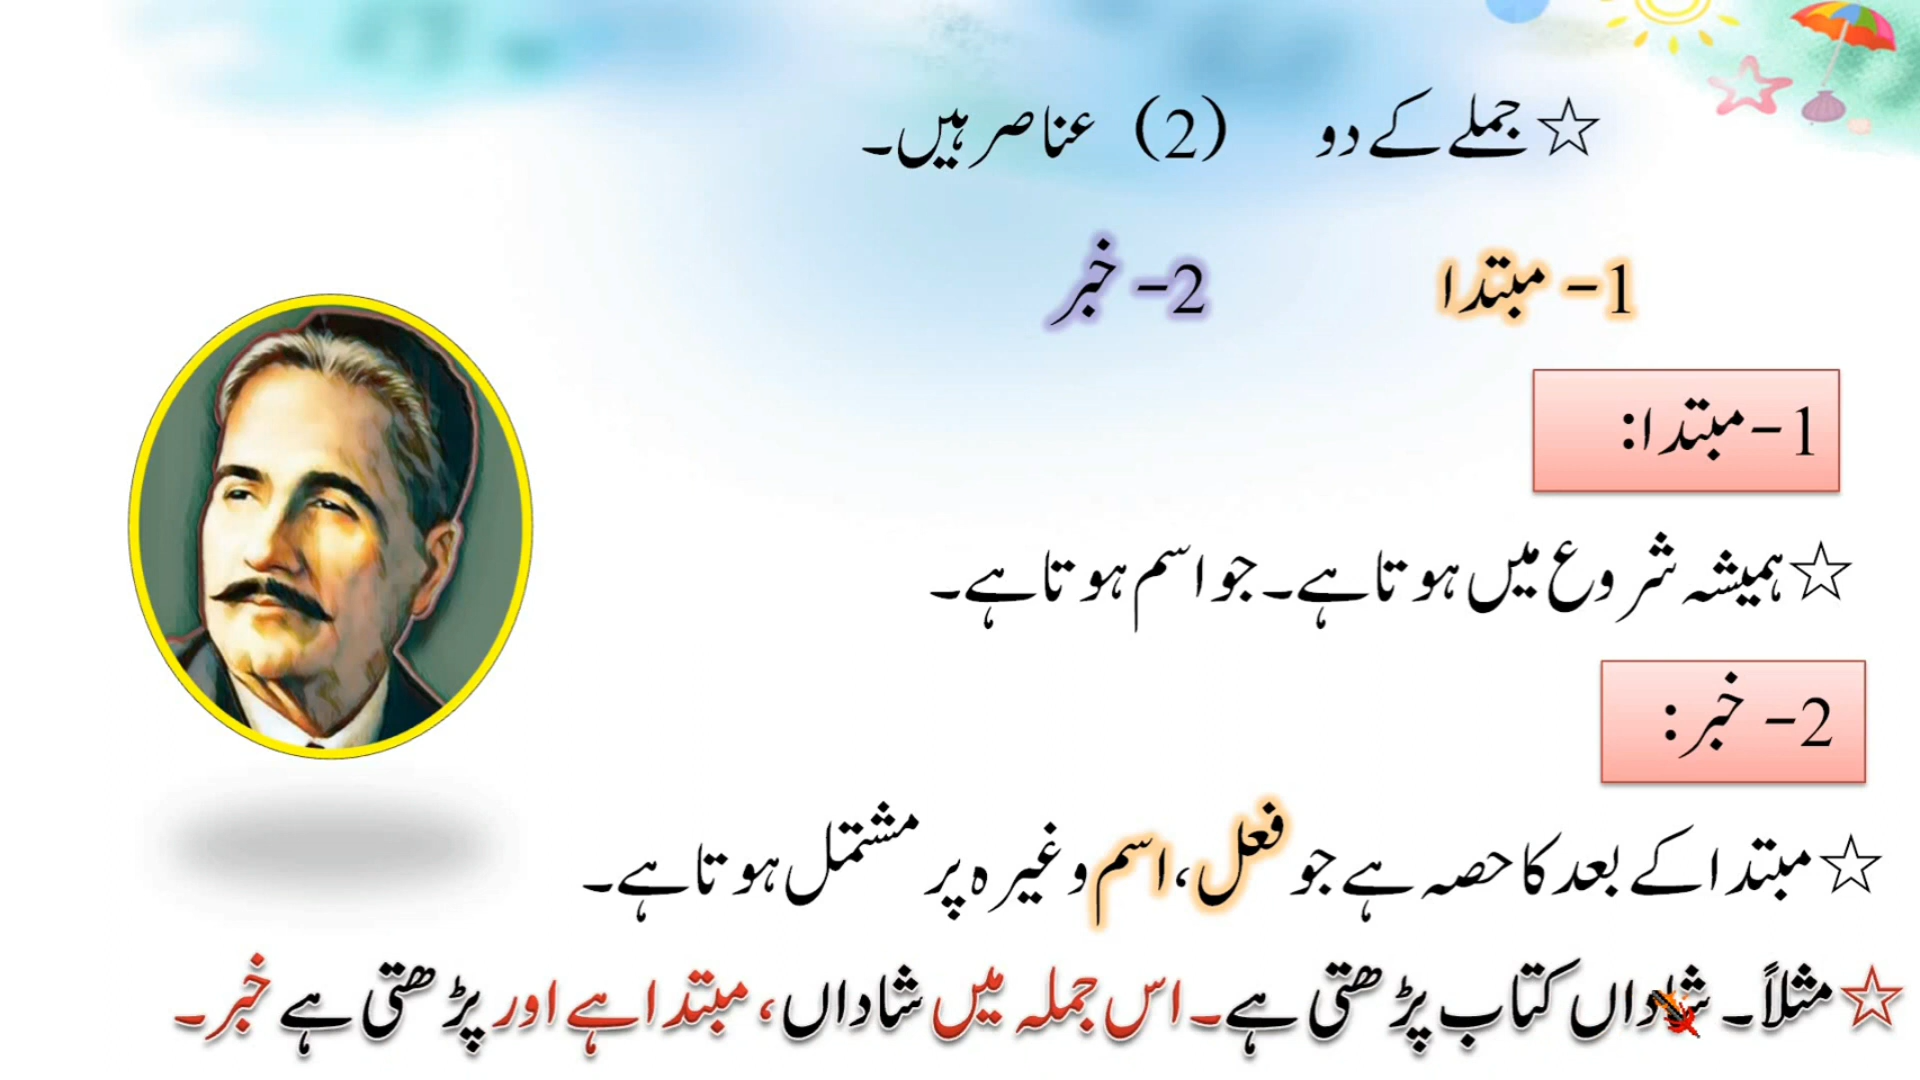 ☆ جملے کے دو (2) عناصر ہیں۔
1- مبتدا 2- خبر
1- مبتدا:
☆ ہمیشہ شروع میں ہوتا ہے۔ جو اسم ہوتا ہے۔
2- خبر:
☆ مبتدا کے بعد کا حصہ ہے جو فعل، اسم وغیرہ پر مشتمل ہوتا ہے۔
☆ مثلاً۔ شاداں کتاب پڑھتی ہے۔ اس جملہ میں شاداں، مبتدا ہے اور پڑھتی ہے خبر۔